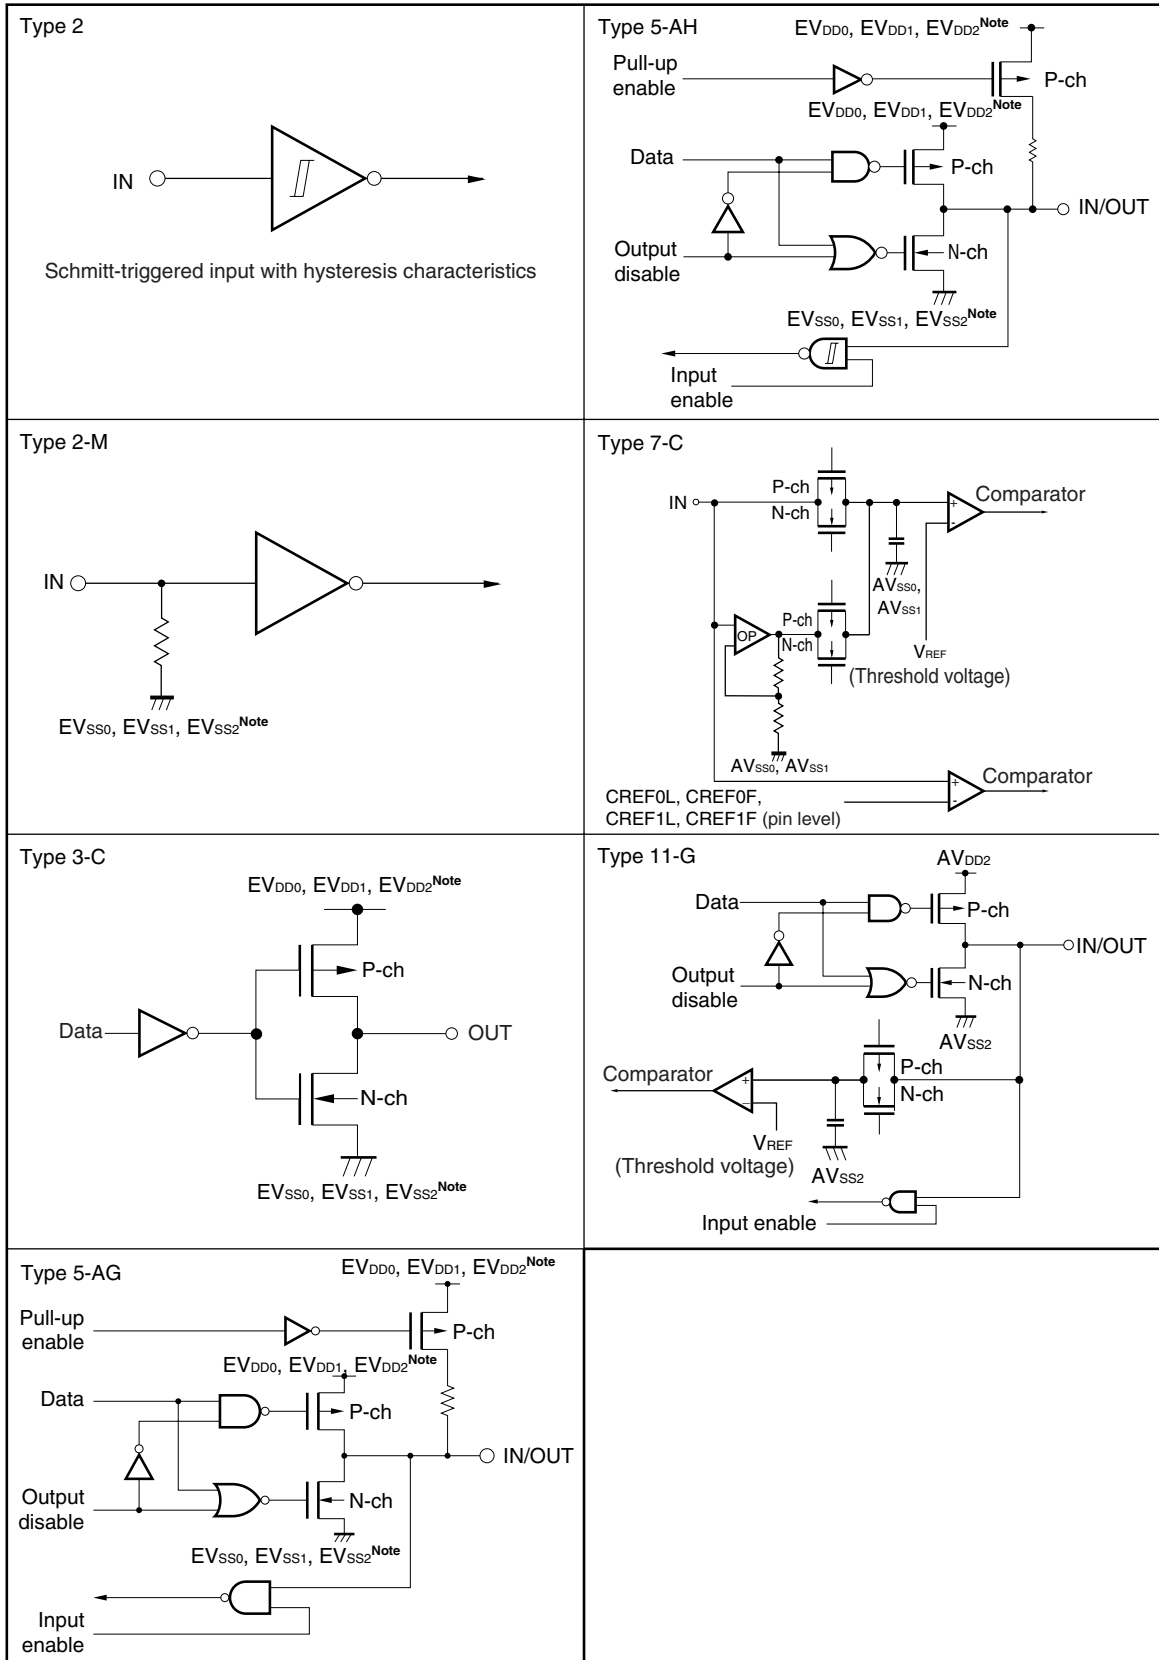 Type 2
IN
Schmitt-triggered input with hysteresis characteristics
Type 5-AH
EVDD0, EVDD1, EVDD2Note
Pull-up
enable
P-ch
EVDD0, EVDD1, EVDD2Note
Data
P-ch
IN/OUT
Output
disable
N-ch
EVSS0, EVSS1, EVSS2Note
Input
enable
Type 2-M
IN
EVSS0, EVSS1, EVSS2Note
Type 7-C
IN
P-ch
N-ch
+
-
Comparator
AVSS0,
AVSS1
OP
P-ch
N-ch
VREF
(Threshold voltage)
AVSS0, AVSS1
+
-
Comparator
CREF0L, CREF0F,
CREF1L, CREF1F (pin level)
Type 3-C
EVDD0, EVDD1, EVDD2Note
P-ch
Data
OUT
N-ch
EVSS0, EVSS1, EVSS2Note
Type 11-G
AVDD2
Data
P-ch
IN/OUT
Output
disable
N-ch
AVSS2
P-ch
N-ch
Comparator
+
–
VREF
(Threshold voltage)
AVSS2
Input enable
Type 5-AG
EVDD0, EVDD1, EVDD2Note
Pull-up
enable
P-ch
EVDD0, EVDD1, EVDD2Note
Data
P-ch
IN/OUT
Output
disable
N-ch
EVSS0, EVSS1, EVSS2Note
Input
enable